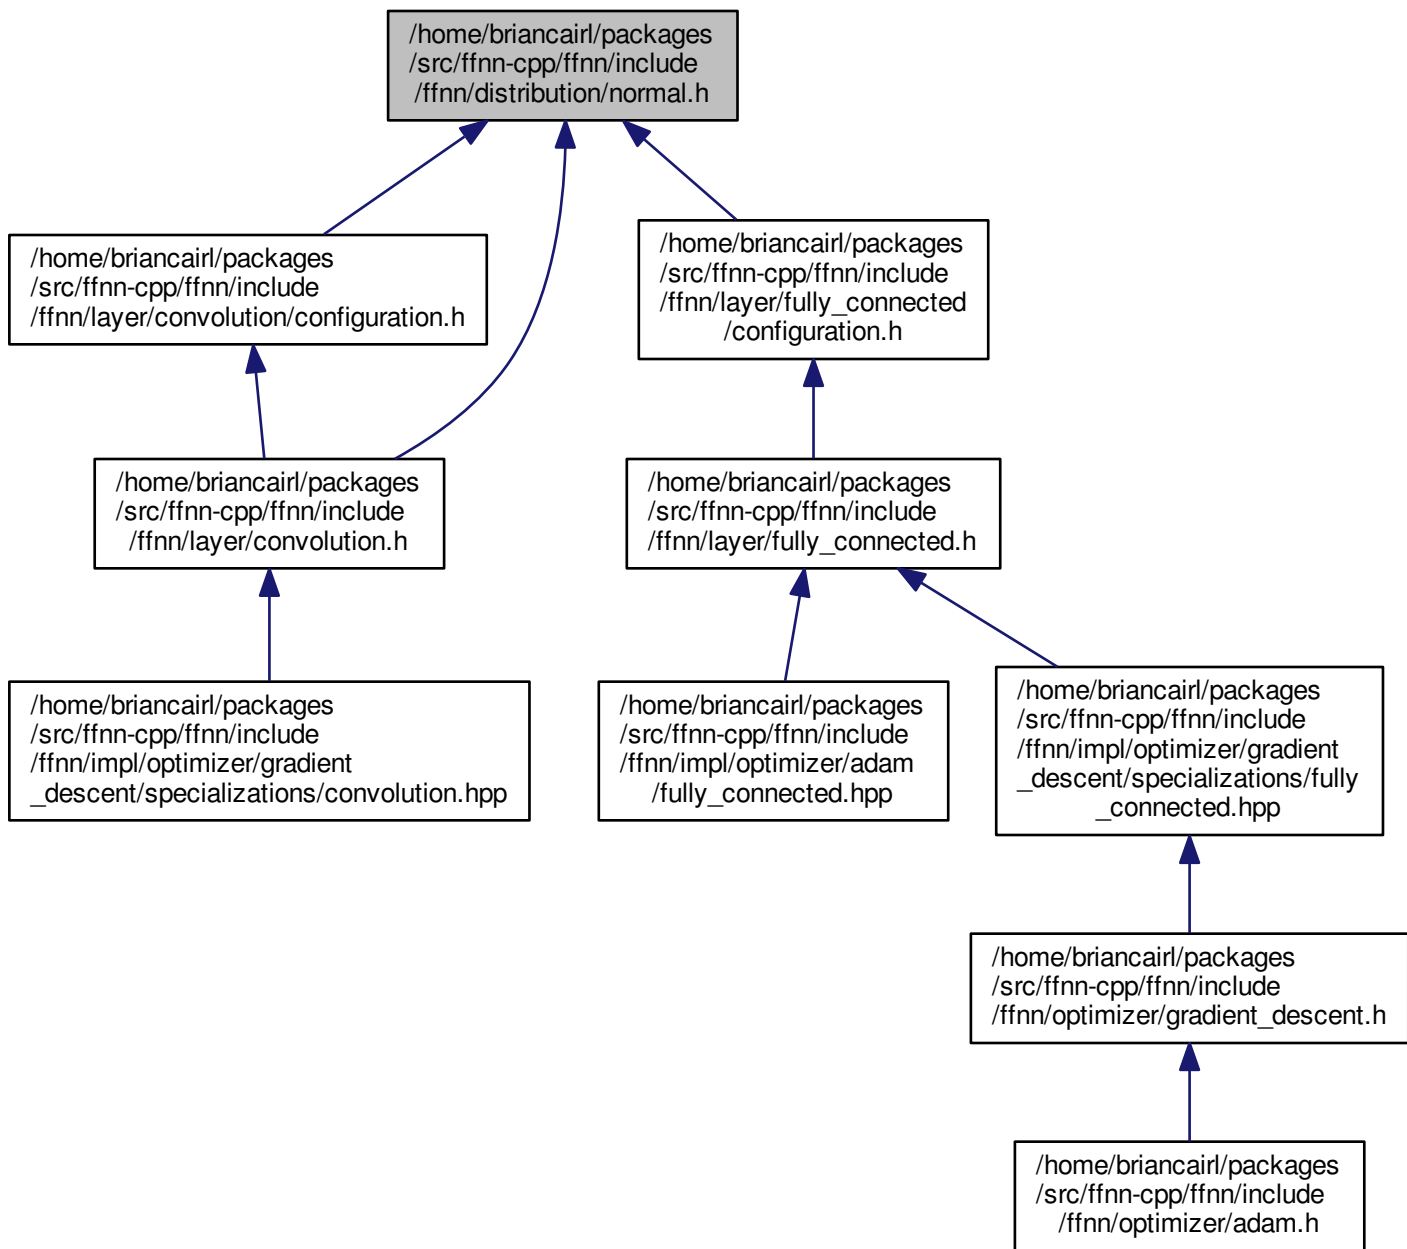 /home/briancairl/packages
/src/ffnn-cpp/ffnn/include
/ffnn/distribution/normal.h
/home/briancairl/packages
/src/ffnn-cpp/ffnn/include
/ffnn/layer/convolution/configuration.h
/home/briancairl/packages
/src/ffnn-cpp/ffnn/include
/ffnn/layer/fully_connected
/configuration.h
/home/briancairl/packages
/src/ffnn-cpp/ffnn/include
/ffnn/layer/convolution.h
/home/briancairl/packages
/src/ffnn-cpp/ffnn/include
/ffnn/layer/fully_connected.h
/home/briancairl/packages
/src/ffnn-cpp/ffnn/include
/ffnn/impl/optimizer/gradient
_descent/specializations/convolution.hpp
/home/briancairl/packages
/src/ffnn-cpp/ffnn/include
/ffnn/impl/optimizer/adam
/fully_connected.hpp
/home/briancairl/packages
/src/ffnn-cpp/ffnn/include
/ffnn/impl/optimizer/gradient
_descent/specializations/fully
_connected.hpp
/home/briancairl/packages
/src/ffnn-cpp/ffnn/include
/ffnn/optimizer/gradient_descent.h
/home/briancairl/packages
/src/ffnn-cpp/ffnn/include
/ffnn/optimizer/adam.h